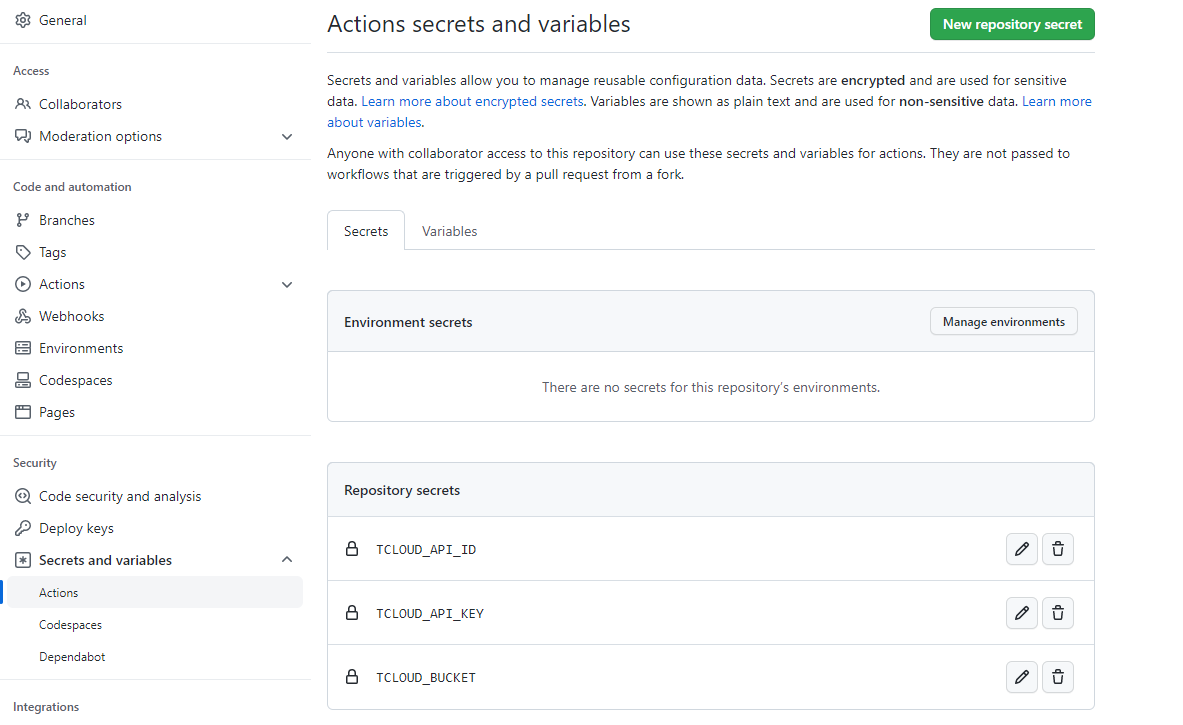 General
Access
Collaborators
Moderation options
Code and automation
Branches
Tags
Actions
Webhooks
Environments
Codespaces
Pages
Security
Code security and analysis
Deploy keys
Secrets and variables
Actions
Codespaces
Dependabot
Integrations
Actions secrets and variables
New repository secret
Secrets and variables allow you to manage reusable configuration data. Secrets are encrypted and are used for sensitive
data. Learn more about encrypted secrets. Variables are shown as plain text and are used for non-sensitive data. Learn more
about variables.
Anyone with collaborator access to this repository can use these secrets and variables for actions. They are not passed to
workflows that are triggered by a pull request from a fork.
Secrets
Variables
Environment secrets
Manage environments
There are no secrets for this repository's environments.
Repository secrets
TCLOUD_API_ID
TCLOUD_API_KEY
TCLOUD_BUCKET